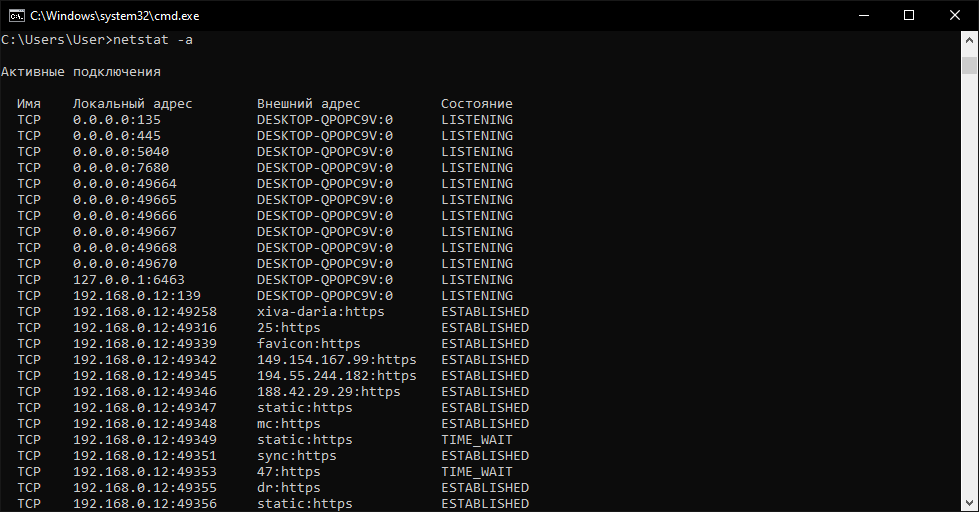 C:\Windows\system32\cmd.exe
C:\Users\User>netstat -a
Активные подключения
Имя Локальный адрес Внешний адрес Состояние
TCP 0.0.0.0:135 DESKTOP-QPOPC9V:0 LISTENING
TCP 0.0.0.0:445 DESKTOP-QPOPC9V:0 LISTENING
TCP 0.0.0.0:5040 DESKTOP-QPOPC9V:0 LISTENING
TCP 0.0.0.0:7680 DESKTOP-QPOPC9V:0 LISTENING
TCP 0.0.0.0:49664 DESKTOP-QPOPC9V:0 LISTENING
TCP 0.0.0.0:49665 DESKTOP-QPOPC9V:0 LISTENING
TCP 0.0.0.0:49666 DESKTOP-QPOPC9V:0 LISTENING
TCP 0.0.0.0:49667 DESKTOP-QPOPC9V:0 LISTENING
TCP 0.0.0.0:49668 DESKTOP-QPOPC9V:0 LISTENING
TCP 0.0.0.0:49670 DESKTOP-QPOPC9V:0 LISTENING
TCP 127.0.0.1:6463 DESKTOP-QPOPC9V:0 LISTENING
TCP 192.168.0.12:139 DESKTOP-QPOPC9V:0 LISTENING
TCP 192.168.0.12:49258 xiva-daria:https ESTABLISHED
TCP 192.168.0.12:49316 25:https ESTABLISHED
TCP 192.168.0.12:49339 favicon:https ESTABLISHED
TCP 192.168.0.12:49342 149.154.167.99:https ESTABLISHED
TCP 192.168.0.12:49345 194.55.244.182:https ESTABLISHED
TCP 192.168.0.12:49346 188.42.29.29:https ESTABLISHED
TCP 192.168.0.12:49347 static:https ESTABLISHED
TCP 192.168.0.12:49348 mc:https ESTABLISHED
TCP 192.168.0.12:49349 static:https TIME_WAIT
TCP 192.168.0.12:49351 sync:https ESTABLISHED
TCP 192.168.0.12:49353 47:https TIME_WAIT
TCP 192.168.0.12:49355 dr:https ESTABLISHED
TCP 192.168.0.12:49356 static:https ESTABLISHED